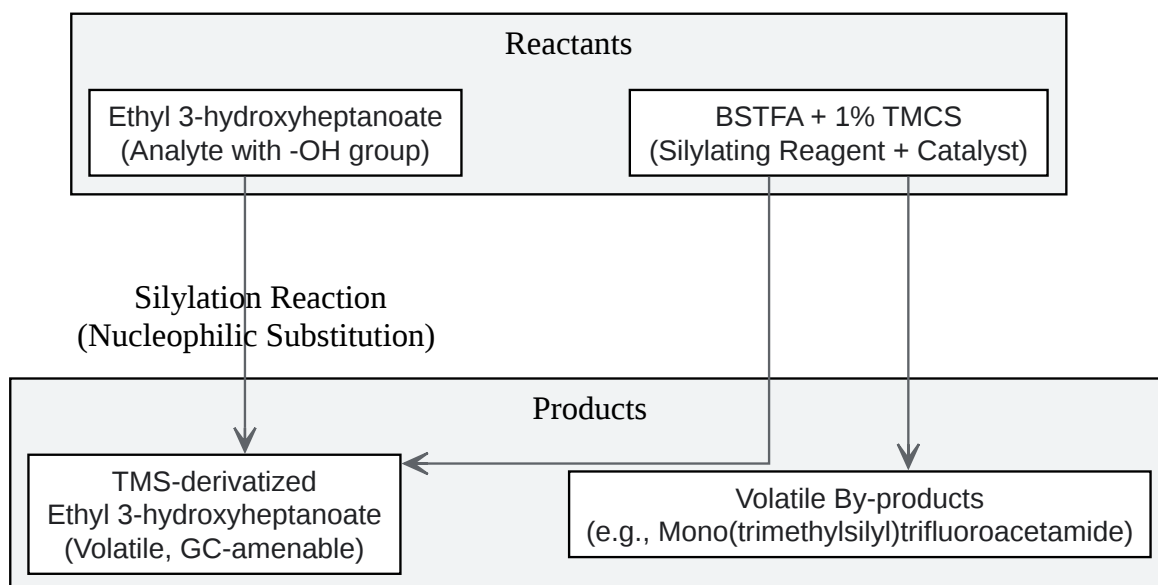 Reactants
Ethyl 3-hydroxyheptanoate
(Analyte with -OH group)
BSTFA + 1% TMCS
(Silylating Reagent + Catalyst)
Silylation Reaction
(Nucleophilic Substitution)
Products
TMS-derivatized
Ethyl 3-hydroxyheptanoate
(Volatile, GC-amenable)
Volatile By-products
(e.g., Mono(trimethylsilyl)trifluoroacetamide)